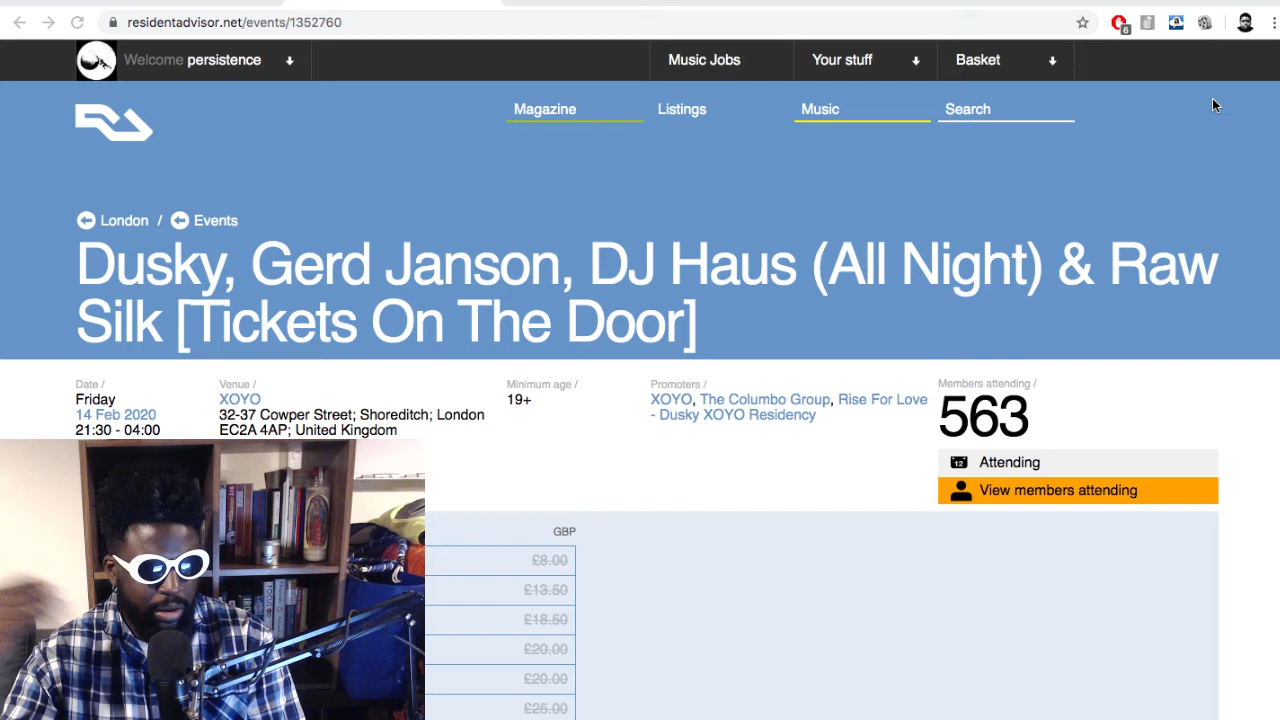 residentadvisor.net/events/1352760
6
Welcome persistence
Music Jobs
Your stuff
Basket
Magazine
Listings
Music
Search
London / Events
Dusky, Gerd Janson, DJ Haus (All Night) & Raw
Silk [Tickets On The Door]
Date /
Friday
14 Feb 2020
21:30 - 04:00
Venue /
XOYO
32-37 Cowper Street; Shoreditch; London
EC2A 4AP; United Kingdom
Minimum age /
19+
Promoters /
XOYO, The Columbo Group, Rise For Love
- Dusky XOYO Residency
Members attending /
563
12 Attending
View members attending
GBP
£8.00
£13.50
£18.50
£20.00
£20.00
£25.00